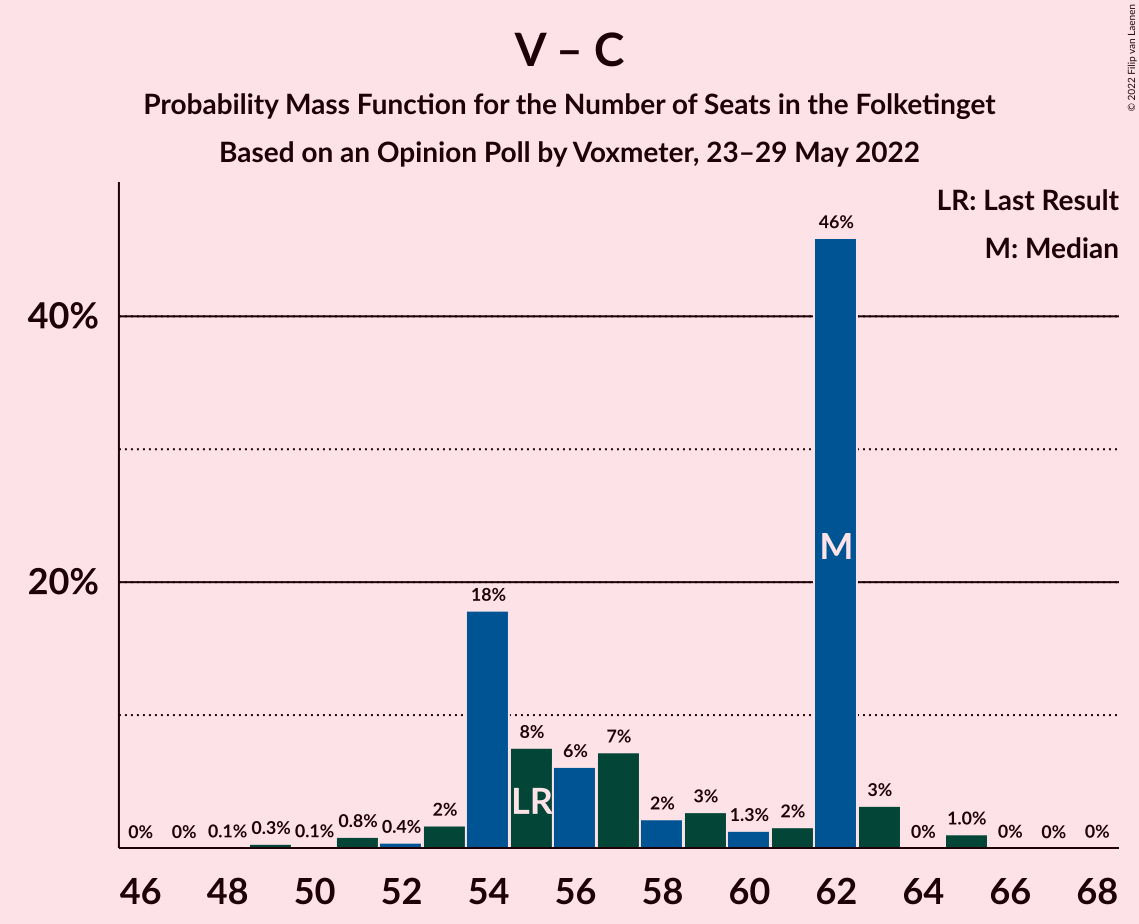 V – C
Probability Mass Function for the Number of Seats in the Folketinget
Based on an Opinion Poll by Voxmeter, 23–29 May 2022
© 2022 Filip van Laenen
LR: Last Result
M: Median
40%
20%
0% 0% 0.1% 0.3% 0.1% 0.8% 0.4% 2% 18% 8% 6% 7% 2% 3% 1.3% 2% 46% 3% 0% 1.0% 0% 0% 0%
LR
M
46 48 50 52 54 56 58 60 62 64 66 68